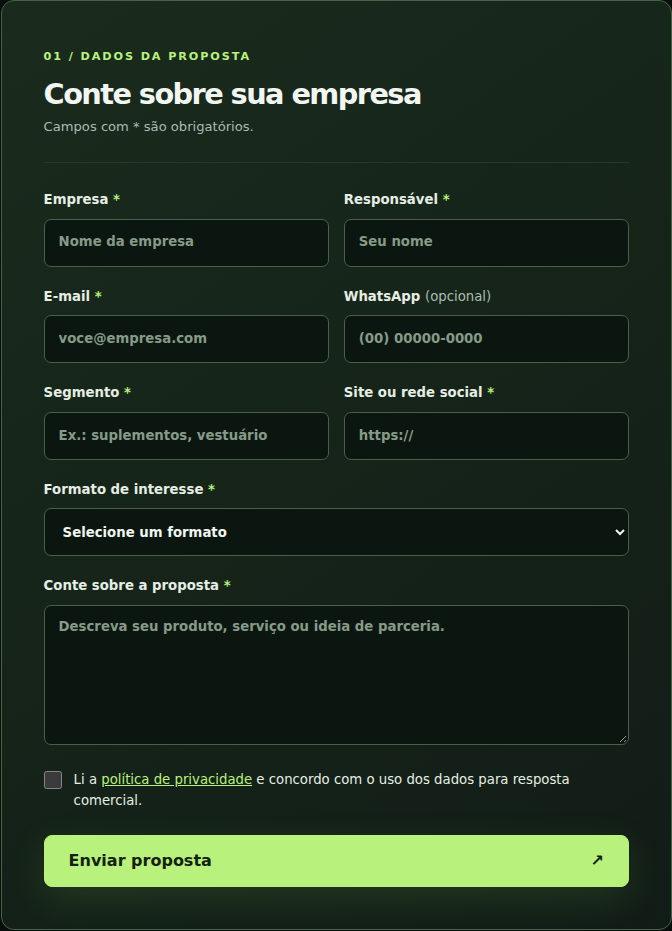 01 / DADOS DA PROPOSTA
Conte sobre sua empresa
Campos com * são obrigatórios.
Empresa *
Responsável *
Nome da empresa
Seu nome
E-mail *
WhatsApp (opcional)
voce@empresa.com
(00) 00000-0000
Segmento *
Site ou rede social *
Ex.: suplementos, vestuário
https://
Formato de interesse *
Selecione um formato
Conte sobre a proposta *
Descreva seu produto, serviço ou ideia de parceria.
Li a política de privacidade e concordo com o uso dos dados para resposta
comercial.
Enviar proposta ↗